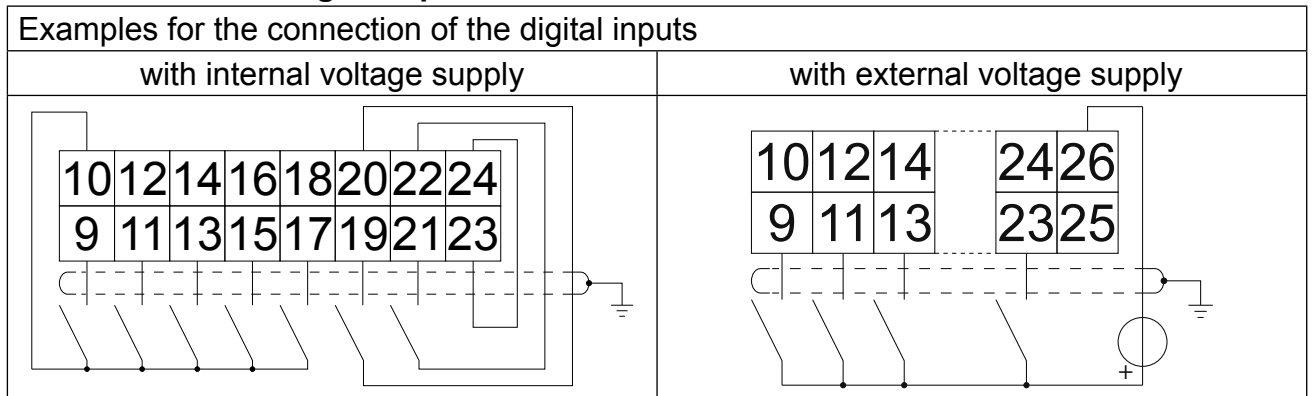 Examples for the connection of the digital inputs
with internal voltage supply
with external voltage supply
10 12 14 16 18 20 22 24
9 11 13 15 17 19 21 23
10 12 14 24 26
9 11 13 23 25
+